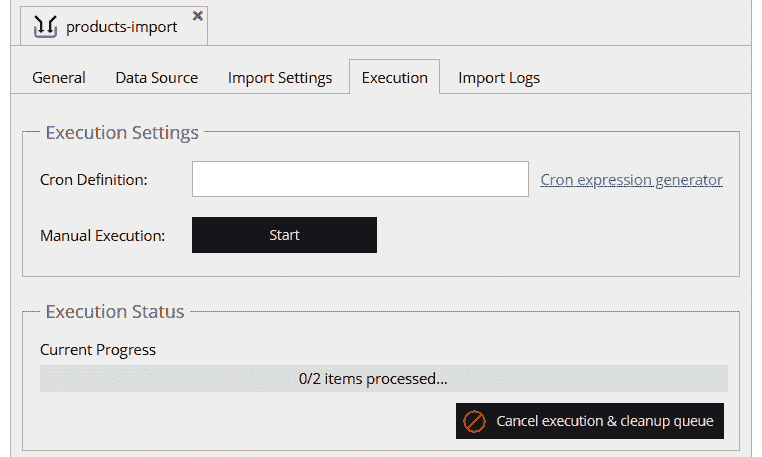 products-import
General Data Source Import Settings Execution Import Logs
Execution Settings
Cron Definition: Cron expression generator
Manual Execution: Start
Execution Status
Current Progress
0/2 items processed...
Cancel execution & cleanup queue